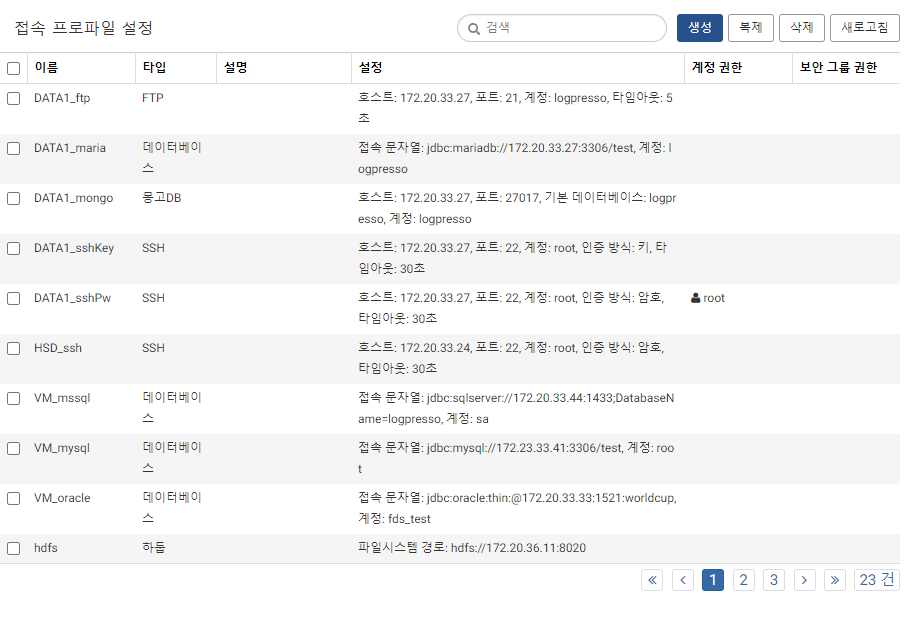 접속 프로파일 설정
검색
생성 복제 삭제 새로고침
이름 타입 설명 설정 계정 권한 보안 그룹 권한
DATA1_ftp FTP 호스트: 172.20.33.27, 포트: 21, 계정: logpresso, 타임아웃: 5
초
DATA1_maria 데이터베이 접속 문자열: jdbc:mariadb://172.20.33.27:3306/test, 계정: l
스 ogpresso
DATA1_mongo 몽고DB 호스트: 172.20.33.27, 포트: 27017, 기본 데이터베이스: logpr
esso, 계정: logpresso
DATA1_sshKey SSH 호스트: 172.20.33.27, 포트: 22, 계정: root, 인증 방식: 키, 타
임아웃: 30초
DATA1_sshPw SSH 호스트: 172.20.33.27, 포트: 22, 계정: root, 인증 방식: 암호, root
타임아웃: 30초
HSD_ssh SSH 호스트: 172.20.33.24, 포트: 22, 계정: root, 인증 방식: 암호,
타임아웃: 30초
VM_mssql 데이터베이 접속 문자열: jdbc:sqlserver://172.20.33.44:1433;DatabaseN
스 ame=logpresso, 계정: sa
VM_mysql 데이터베이 접속 문자열: jdbc:mysql://172.23.33.41:3306/test, 계정: roo
스 t
VM_oracle 데이터베이 접속 문자열: jdbc:oracle:thin:@172.20.33.33:1521:worldcup,
스 계정: fds_test
hdfs 하둡 파일시스템 경로: hdfs://172.20.36.11:8020
« ‹ 1 2 3 › » 23 건